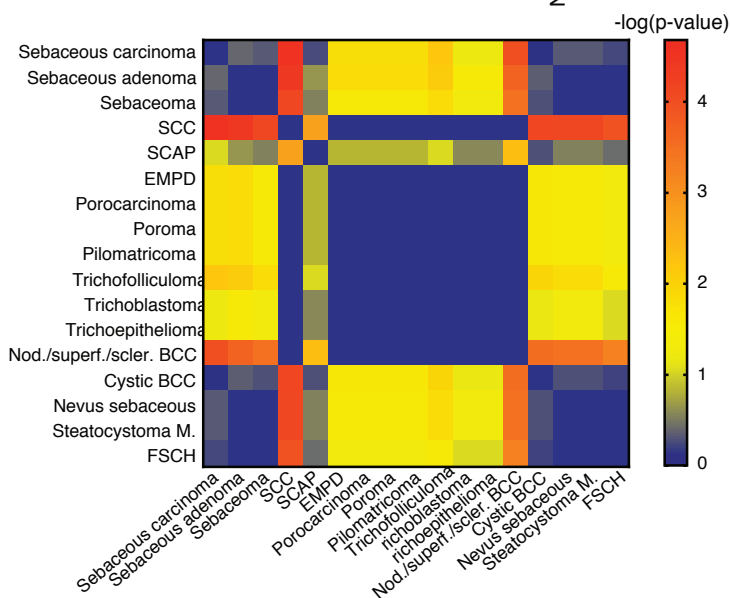 N
-log(p-value)
Sebaceous carcinoma
Sebaceous adenoma
Sebaceoma
SCC
SCAP
EMPD
Porocarcinoma
Poroma
Pilomatricoma
Trichofolliculoma
Trichoblastoma
Trichoepithelioma
Nod./superf./scler. BCC
Cystic BCC
Nevus sebaceous
Steatocystoma M.
FSCH
4
3
2
1
0
Sebaceous carcinoma
Sebaceous adenoma
Sebaceoma
SCC
SCAP
EMPD
Porocarcinoma
Poroma
Pilomatricoma
Trichofolliculoma
richoblastoma
richoepithelioma
Nod./superf./scler. BCC
Cystic BCC
Nevus sebaceous
Steatocystoma M.
FSCH